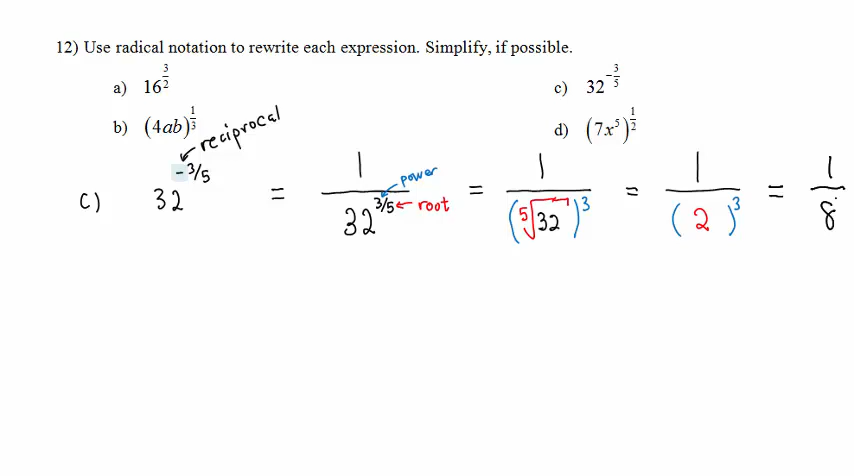 12) Use radical notation to rewrite each expression. Simplify, if possible.
a) 16^{3/2} c) 32^{-3/5}
b) (4ab)^{1/3} d) (7x^5)^{1/2}
reciprocal
c) 32^{-3/5} = 1/32^{3/5} = 1/(⁵√32)^3 = 1/(2)^3 = 1/8
power
root